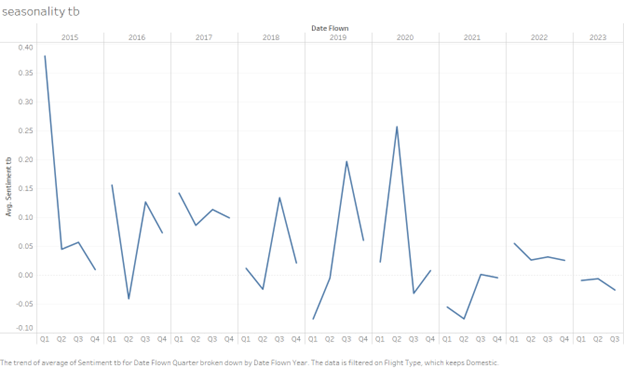 seasonality tb
Date Flown
2015 2016 2017 2018 2019 2020 2021 2022 2023
0.40
0.35
0.30
0.25
0.20
0.15
0.10
0.05
0.00
-0.05
-0.10
Avg. Sentiment tb
Q1 Q2 Q3 Q4 Q1 Q2 Q3 Q4 Q1 Q2 Q3 Q4 Q1 Q2 Q3 Q4 Q1 Q2 Q3 Q4 Q1 Q2 Q3 Q4 Q1 Q2 Q3 Q4 Q1 Q2 Q3 Q4 Q1 Q2 Q3
The trend of average of Sentiment tb for Date Flown Quarter broken down by Date Flown Year. The data is filtered on Flight Type, which keeps Domestic.